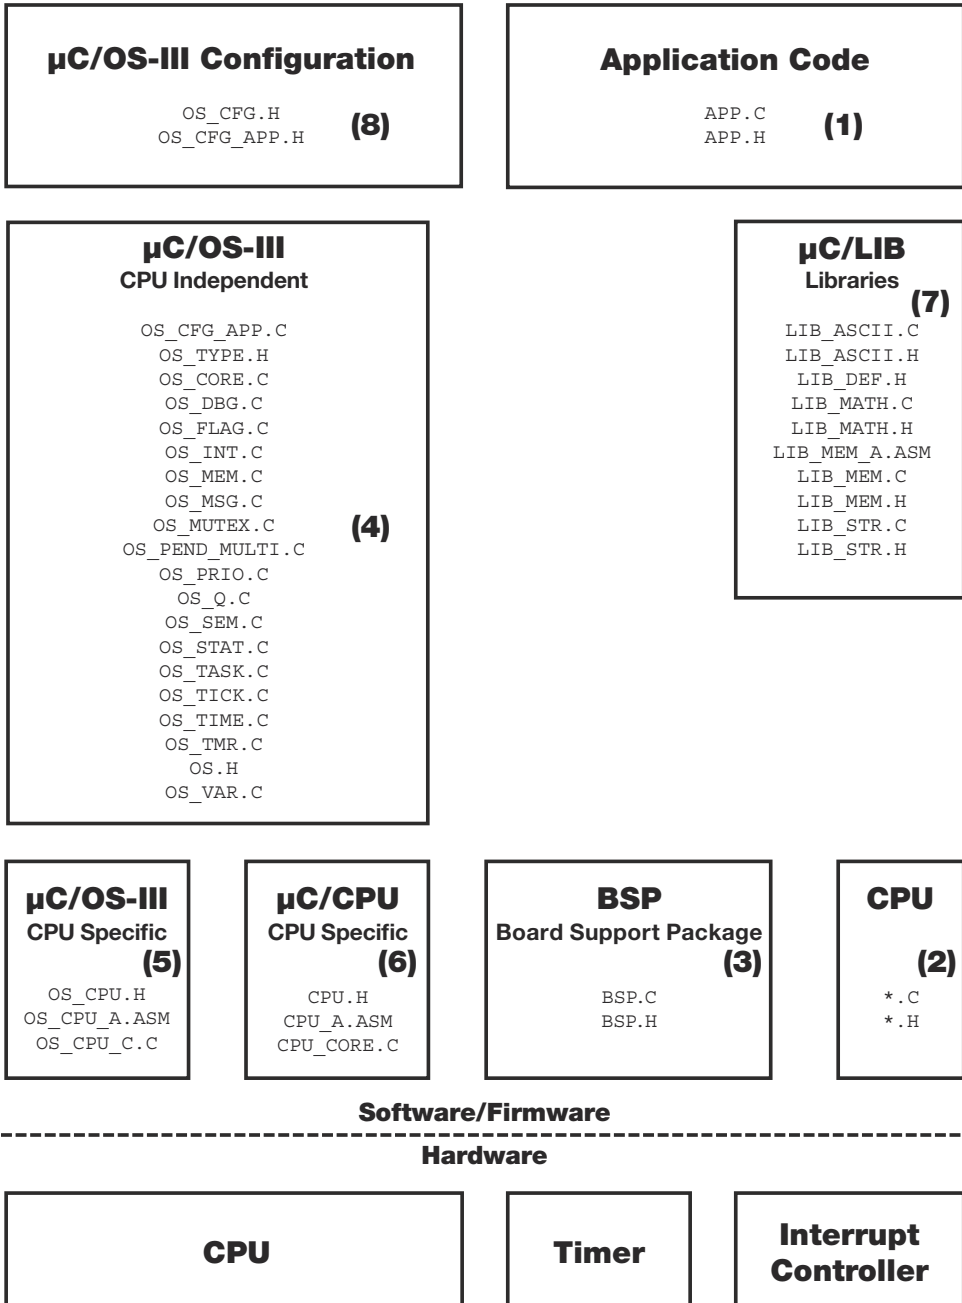 µC/OS-III Configuration
OS_CFG.H
OS_CFG_APP.H
(8)
Application Code
APP.C
APP.H
(1)
µC/OS-III
CPU Independent
OS_CFG_APP.C
OS_TYPE.H
OS_CORE.C
OS_DBG.C
OS_FLAG.C
OS_INT.C
OS_MEM.C
OS_MSG.C
OS_MUTEX.C
OS_PEND_MULTI.C
OS_PRIO.C
OS_Q.C
OS_SEM.C
OS_STAT.C
OS_TASK.C
OS_TICK.C
OS_TIME.C
OS_TMR.C
OS.H
OS_VAR.C
(4)
µC/LIB
Libraries
(7)
LIB_ASCII.C
LIB_ASCII.H
LIB_DEF.H
LIB_MATH.C
LIB_MATH.H
LIB_MEM_A.ASM
LIB_MEM.C
LIB_MEM.H
LIB_STR.C
LIB_STR.H
µC/OS-III
CPU Specific
(5)
OS_CPU.H
OS_CPU_A.ASM
OS_CPU_C.C
µC/CPU
CPU Specific
(6)
CPU.H
CPU_A.ASM
CPU_CORE.C
BSP
Board Support Package
(3)
BSP.C
BSP.H
CPU
(2)
*.C
*.H
Software/Firmware
Hardware
CPU
Timer
Interrupt
Controller